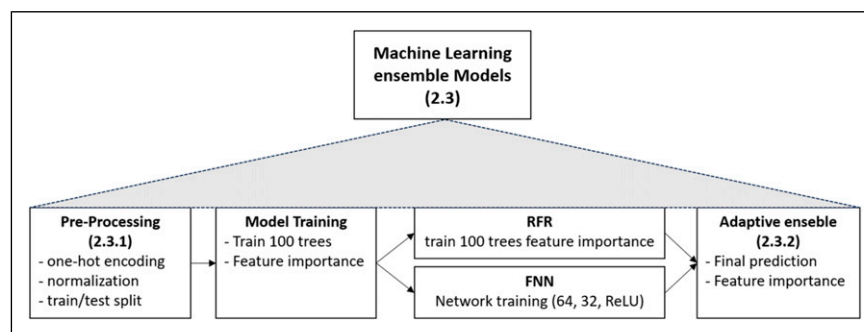 Machine Learning
ensemble Models
(2.3)
Pre-Processing
(2.3.1)
- one-hot encoding
- normalization
- train/test split
Model Training
- Train 100 trees
- Feature importance
RFR
train 100 trees feature importance
FNN
Network training (64, 32, ReLU)
Adaptive enseble
(2.3.2)
- Final prediction
- Feature importance